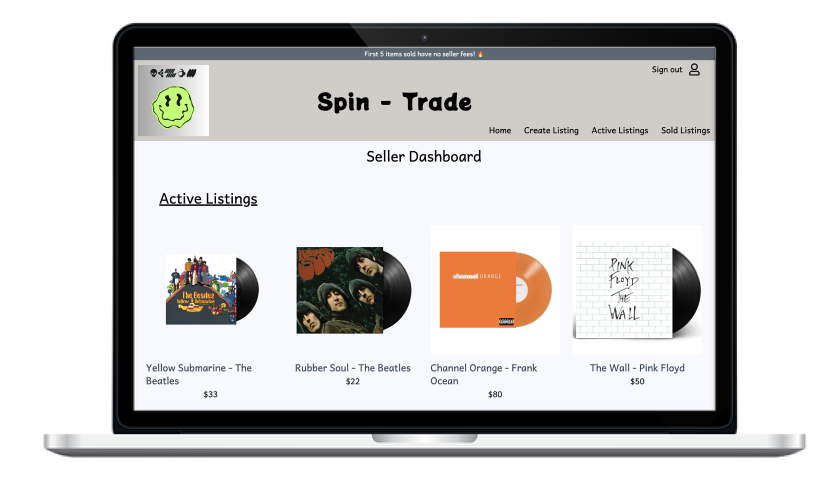 First 5 items sold have no seller fees! 🔥
Sign out
Spin - Trade
Home Create Listing Active Listings Sold Listings
Seller Dashboard
Active Listings
The Beatles
Yellow Submarine
channel ORANGE
PINK
FLOYD
THE
WALL
Yellow Submarine - The
Beatles
$33
Rubber Soul - The Beatles
$22
Channel Orange - Frank
Ocean
$80
The Wall - Pink Floyd
$50